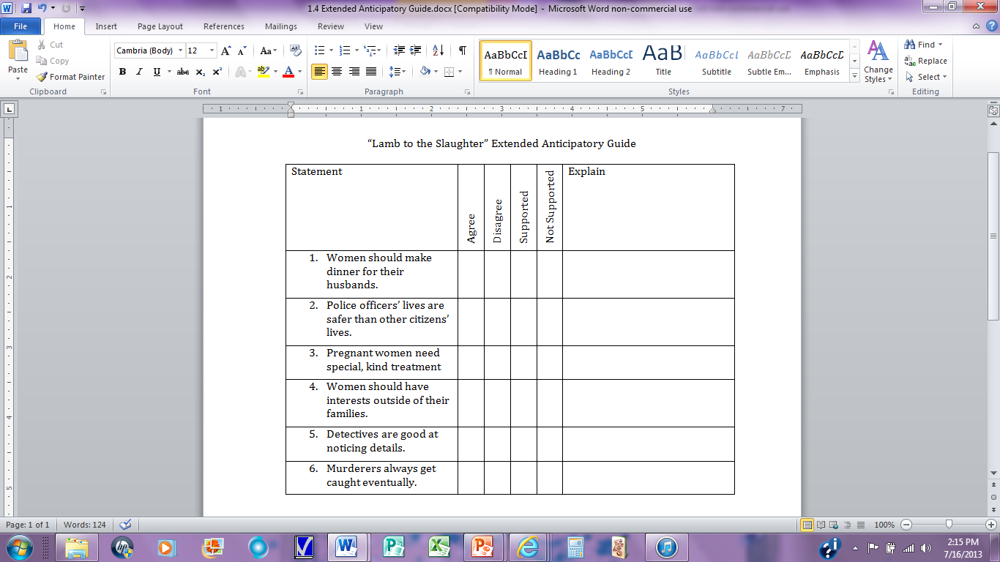 1.4 Extended Anticipatory Guide.docx [Compatibility Mode] - Microsoft Word non-commercial use
File Home Insert Page Layout References Mailings Review View
Paste
Cut
Copy
Format Painter
Clipboard
Cambria (Body) 12
Font
Paragraph
AaBbCcI AaBbCc AaBbCc AaB AaBbCcI AaBbCcD AaBbCcD
¶ Normal Heading 1 Heading 2 Title Subtitle Subtle Em... Emphasis
Styles
Change
Styles
Find
Replace
Select
Editing
“Lamb to the Slaughter” Extended Anticipatory Guide
Statement
Agree
Disagree
Supported
Not Supported
Explain
1. Women should make
dinner for their
husbands.
2. Police officers’ lives are
safer than other citizens’
lives.
3. Pregnant women need
special, kind treatment
4. Women should have
interests outside of their
families.
5. Detectives are good at
noticing details.
6. Murderers always get
caught eventually.
Page: 1 of 1 Words: 124
100%
2:15 PM
7/16/2013